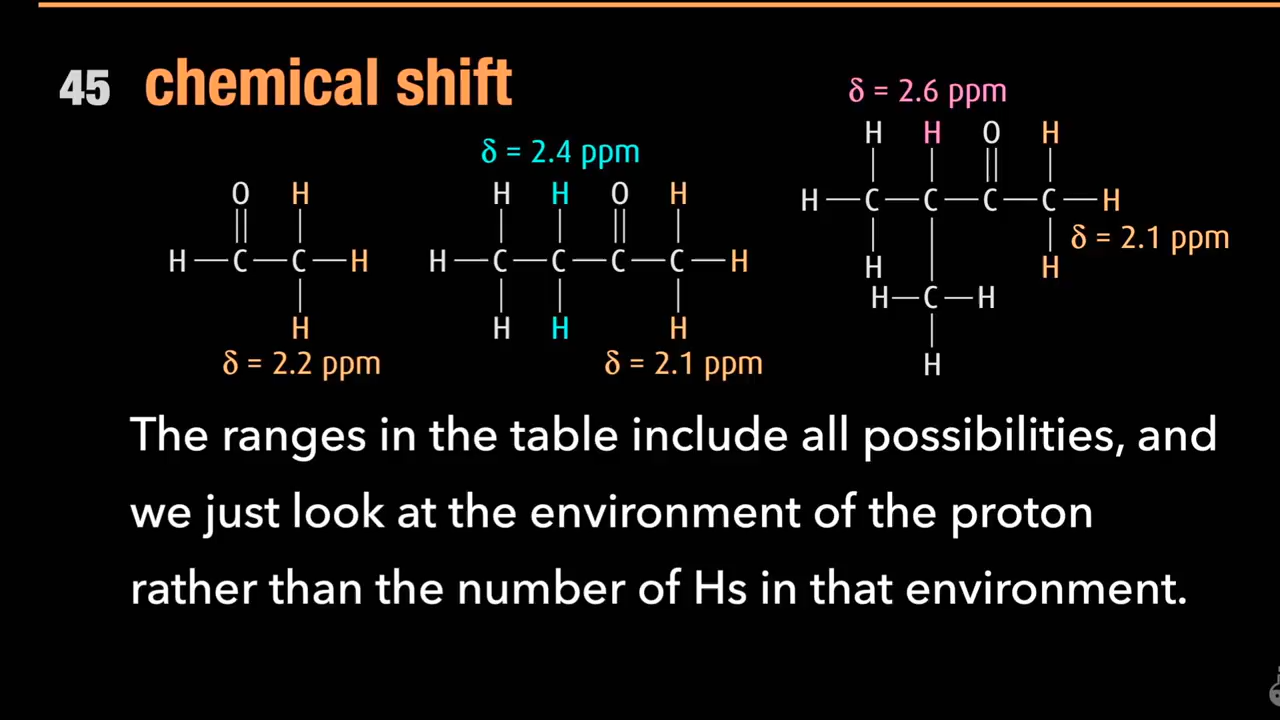 45 chemical shift
δ = 2.6 ppm
H H O H
δ = 2.4 ppm
O H
H H O H
H C C C C H
δ = 2.1 ppm
H C C H
H C C C C H
H H
H C H
H
H H H
H
δ = 2.2 ppm
δ = 2.1 ppm
The ranges in the table include all possibilities, and
we just look at the environment of the proton
rather than the number of Hs in that environment.